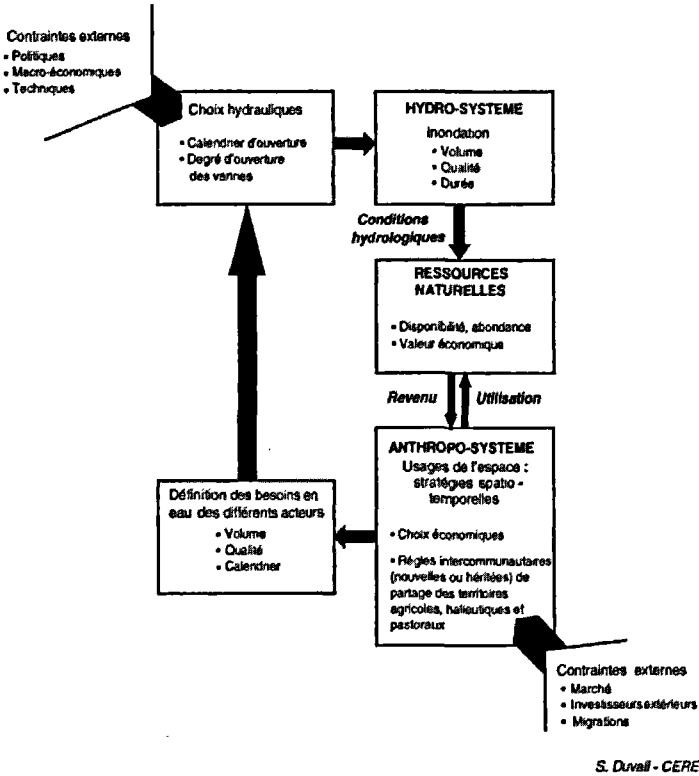 Contraintes externes
• Politiques
• Macro-économiques
• Techniques
Choix hydrauliques
• Calendrier d'ouverture
• Degré d'ouverture
des vannes
HYDRO-SYSTEME
Inondation
• Volume
• Qualité
• Durée
Conditions
hydrologiques
RESSOURCES
NATURELLES
• Disponibilité, abondance
• Valeur économique
Revenu
Utilisation
ANTHROPO-SYSTEME
Usages de l'espace :
stratégies spatio -
temporelles
• Choix économiques
• Régles intercommunautaires
(nouvelles ou héritées) de
partage des territoires
agricoles, halieutiques et
pastoraux
Définition des besoins en
eau des différents acteurs
• Volume
• Qualité
• Calendrier
Contraintes externes
• Marché
• Investisseurs extérieurs
• Migrations
S. Duvail - CERE